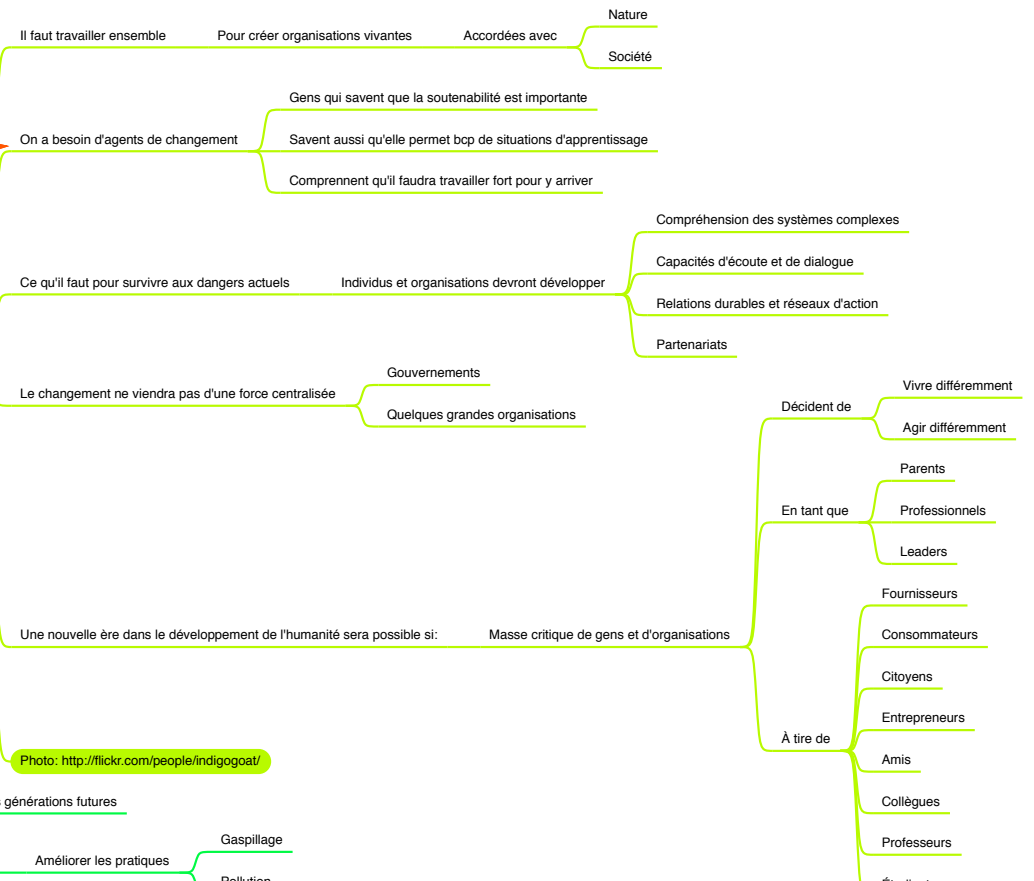 Il faut travailler ensemble
Pour créer organisations vivantes
Accordées avec
Nature
Société
On a besoin d'agents de changement
Gens qui savent que la soutenabilité est importante
Savent aussi qu'elle permet bcp de situations d'apprentissage
Comprennent qu'il faudra travailler fort pour y arriver
Ce qu'il faut pour survivre aux dangers actuels
Individus et organisations devront développer
Compréhension des systèmes complexes
Capacités d'écoute et de dialogue
Relations durables et réseaux d'action
Partenariats
Le changement ne viendra pas d'une force centralisée
Gouvernements
Quelques grandes organisations
Une nouvelle ère dans le développement de l'humanité sera possible si:
Masse critique de gens et d'organisations
Décident de
Vivre différemment
Agir différemment
En tant que
Parents
Professionnels
Leaders
À tire de
Fournisseurs
Consommateurs
Citoyens
Entrepreneurs
Amis
Collègues
Professeurs
Photo: http://flickr.com/people/indigogoat/
générations futures
Améliorer les pratiques
Gaspillage
Pollution